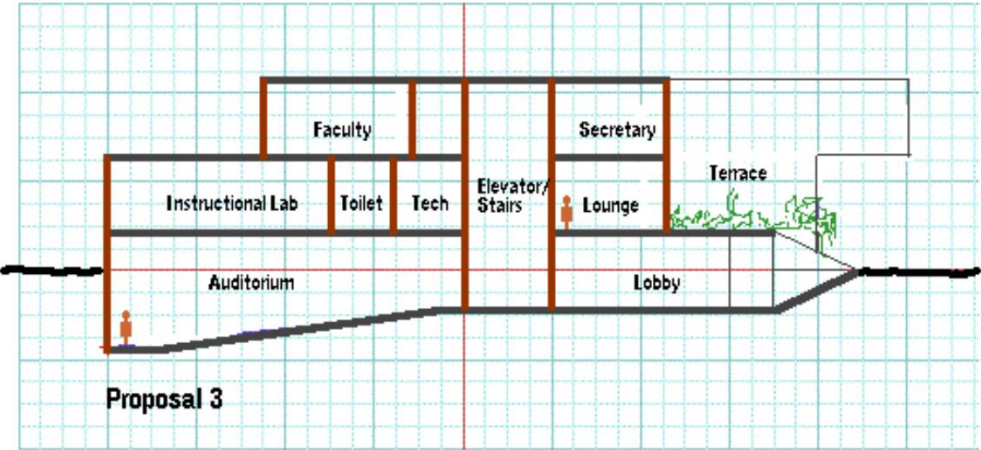 Faculty
Secretary
Terrace
Elevator/
Stairs
Instructional Lab
Toilet
Tech
Lounge
Auditorium
Lobby
Proposal 3